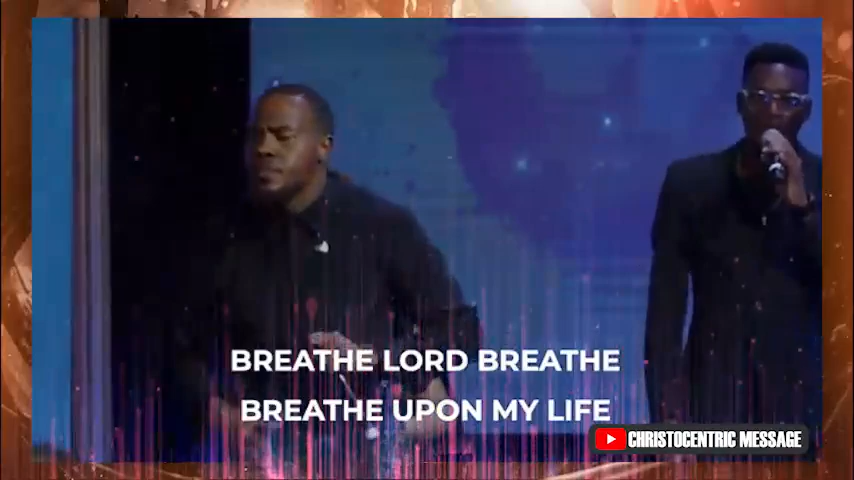 BREATHE LORD BREATHE
BREATHE UPON MY LIFE
CHRISTOCENTRIC MESSAGE